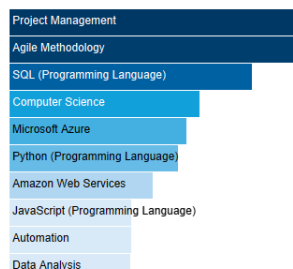 Project Management
Agile Methodology
SQL (Programming Language)
Computer Science
Microsoft Azure
Python (Programming Language)
Amazon Web Services
JavaScript (Programming Language)
Automation
Data Analysis